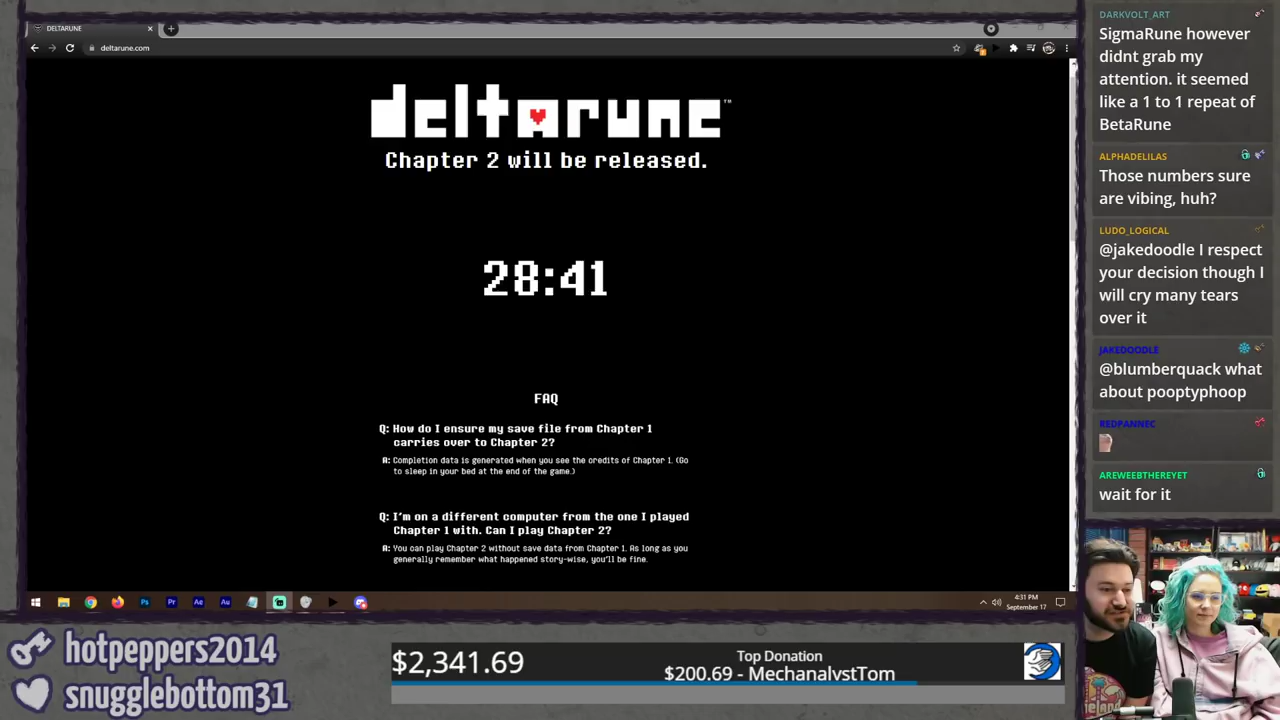 DELTARUNE
deltarune.com
deltarune™
Chapter 2 will be released.
28:41
FAQ
Q: How do I ensure my save file from Chapter 1
carries over to Chapter 2?
A: Completion data is generated when you see the credits of Chapter 1. (Go
to sleep in your bed at the end of the game.)
Q: I'm on a different computer from the one I played
Chapter 1 with. Can I play Chapter 2?
A: You can play Chapter 2 without save data from Chapter 1. As long as you
generally remember what happened story-wise, you'll be fine.
Ps
Pr
Ae
Au
4:31 PM
September 17
DARKVOLT_ART
SigmaRune however
didnt grab my
attention. it seemed
like a 1 to 1 repeat of
BetaRune
ALPHADELILAS
Those numbers sure
are vibing, huh?
LUDO_LOGICAL
@jakedoodle I respect
your decision though I
will cry many tears
over it
JAKEDOODLE
@blumberquack what
about pooptyphoop
REDPANNEC
AREWEBTHEREYET
wait for it
hotpeppers2014
snugglebottom31
$2,341.69
Top Donation
$200.69 - MechanalvstTom